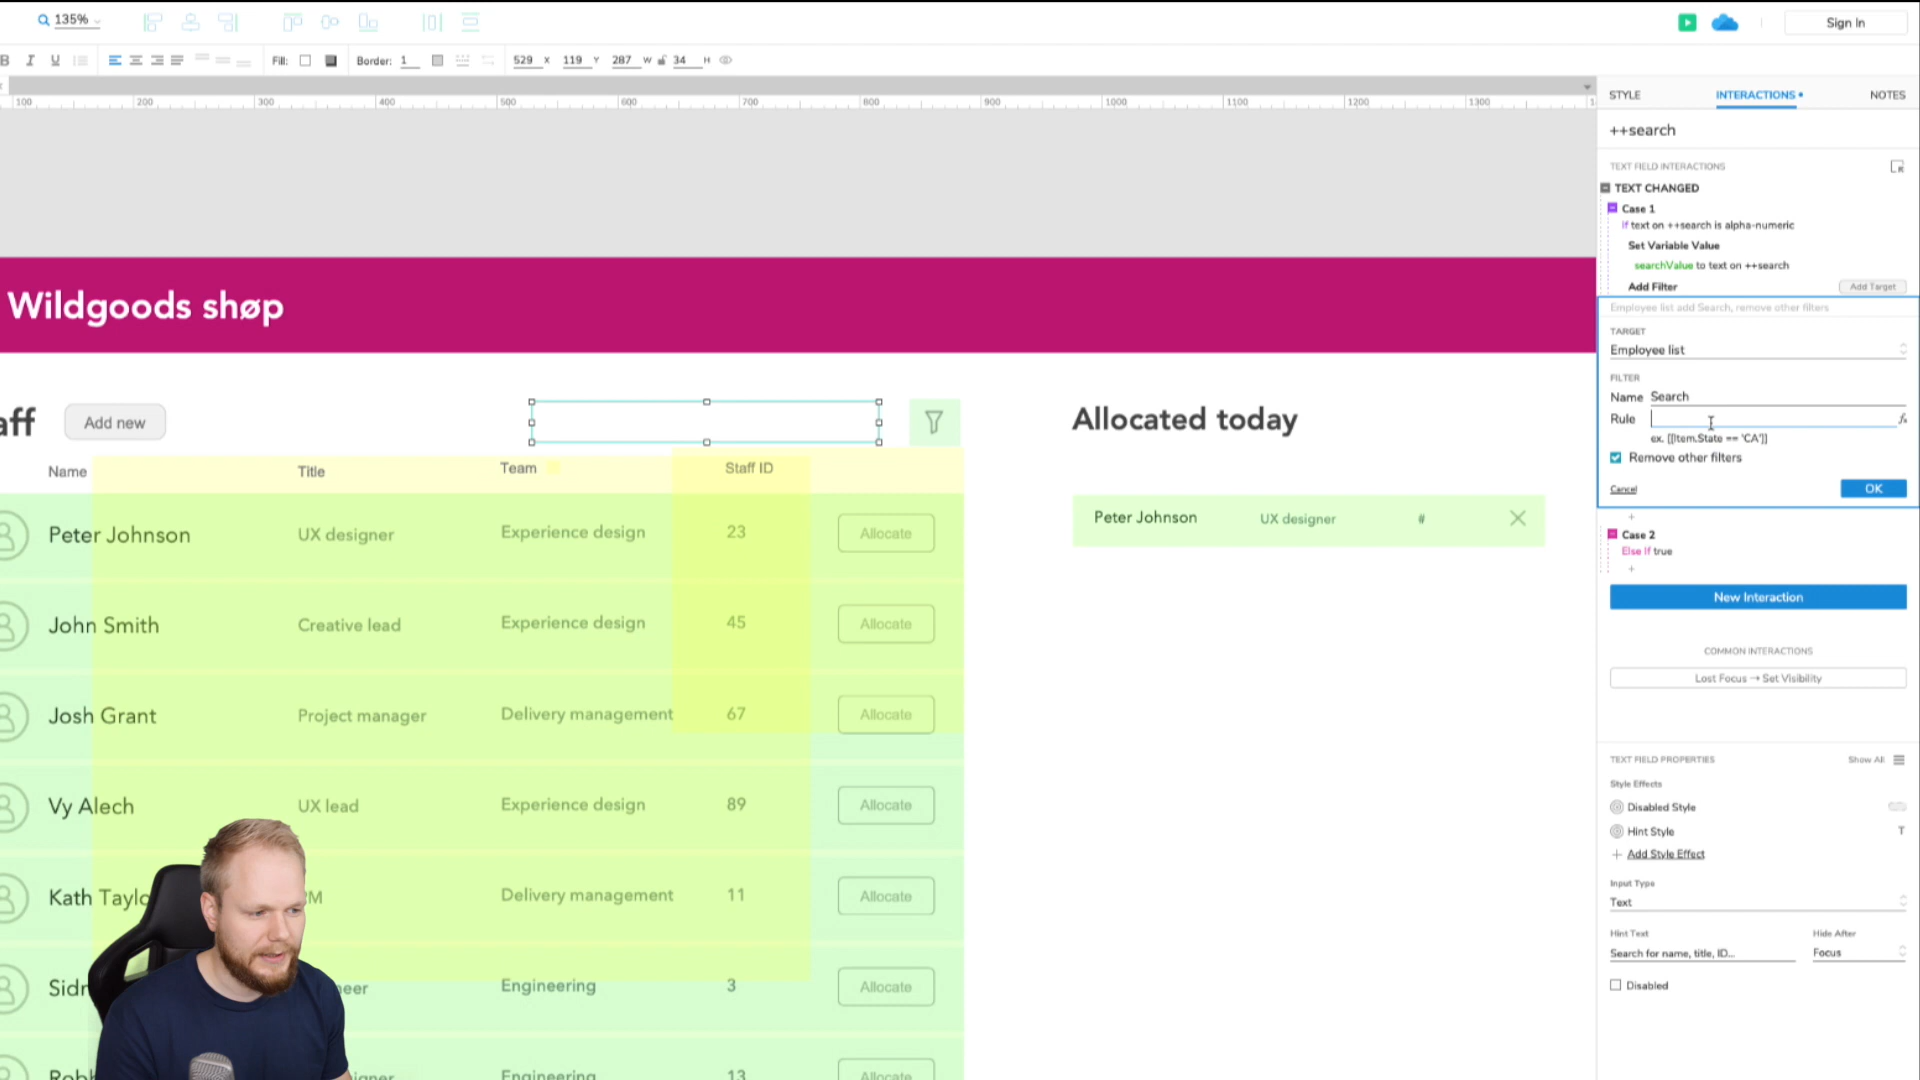 135%
Sign In
B I U
Fill:
Border: 1
529 X 119 Y 287 W 34 H
100 200 300 400 500 600 700 800 900 1000 1100 1200 1300
STYLE INTERACTIONS • NOTES
++search
TEXT FIELD INTERACTIONS
TEXT CHANGED
Case 1
If text on ++search is alpha-numeric
Set Variable Value
searchValue to text on ++search
Add Filter Add Target
Employee list add Search, remove other filters
TARGET
Employee list
FILTER
Name Search
Rule fx
ex. [[Item.State == 'CA']]
Remove other filters
Cancel OK
+
Case 2
Else If true
+
New Interaction
COMMON INTERACTIONS
Lost Focus → Set Visibility
TEXT FIELD PROPERTIES Show All
Style Effects
Disabled Style
Hint Style T
+ Add Style Effect
Input Type
Text
Hint Text Hide After
Search for name, title, ID... Focus
Disabled
Wildgoods shøp
aff Add new
Allocated today
Name Title Team Staff ID
Peter Johnson UX designer Experience design 23 Allocate
John Smith Creative lead Experience design 45 Allocate
Josh Grant Project manager Delivery management 67 Allocate
Vy Alech UX lead Experience design 89 Allocate
Kath Taylo M Delivery management 11 Allocate
Sidn eer Engineering 3 Allocate
Robb igner Engineering 13 Allocate
Peter Johnson UX designer #